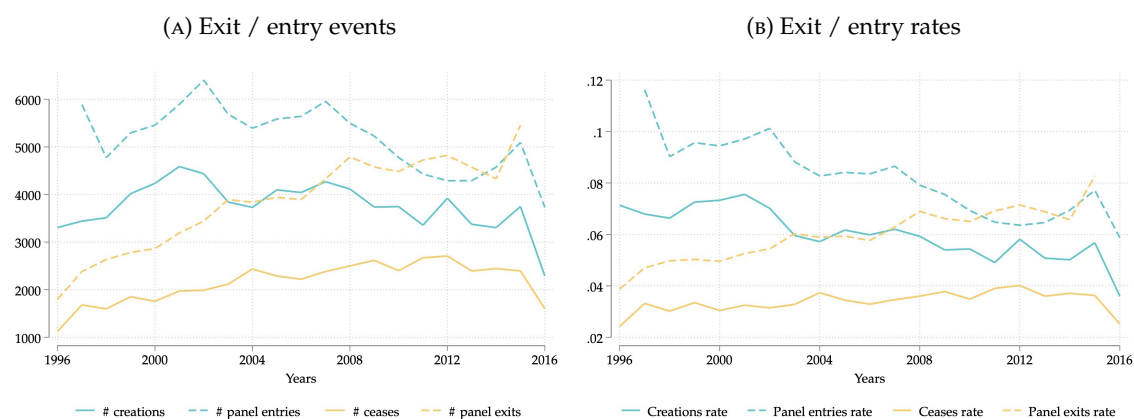 (A) Exit / entry events
6000
5000
4000
3000
2000
1000
1996 2000 2004 2008 2012 2016
Years
# creations # panel entries # ceases # panel exits
(B) Exit / entry rates
.12
.1
.08
.06
.04
.02
1996 2000 2004 2008 2012 2016
Years
Creations rate Panel entries rate Ceases rate Panel exits rate